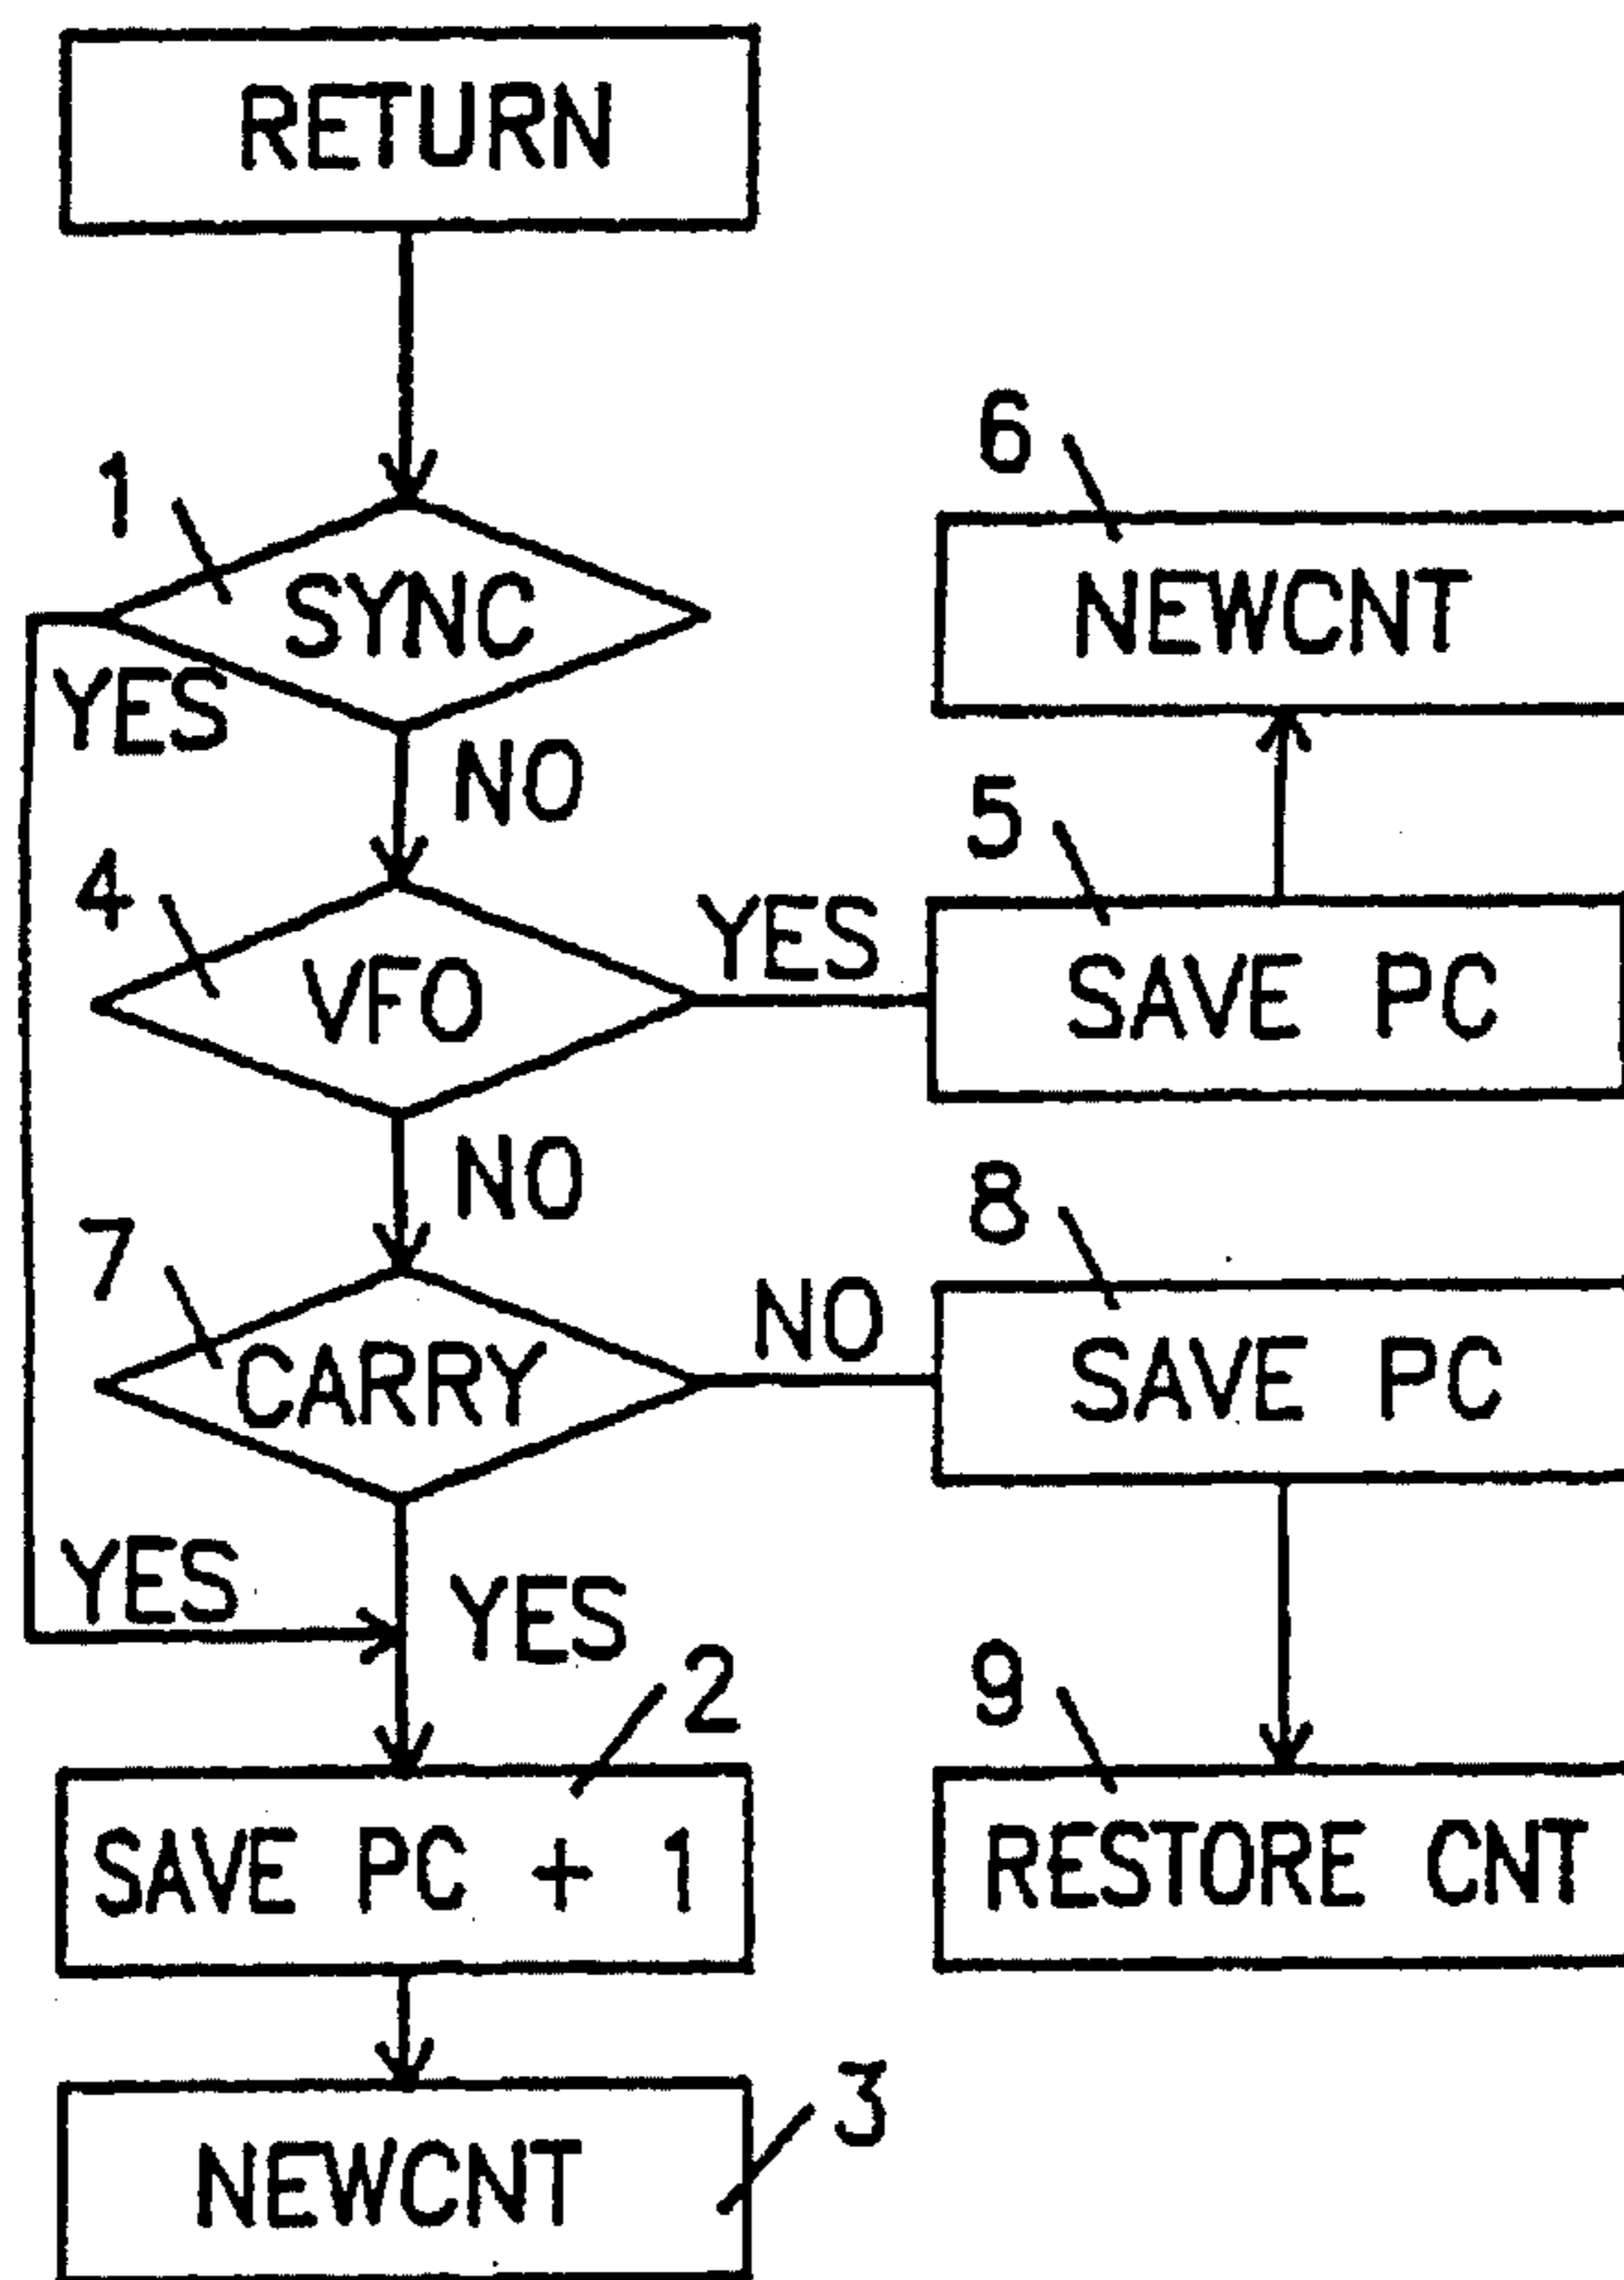 RETURN
1
SYNC
YES
NO
6
NEWCNT
4
VFO
YES
5
SAVE PC
NO
7
CARRY
NO
8
SAVE PC
YES
YES
2
SAVE PC + 1
9
RESTORE CNT
3
NEWCNT